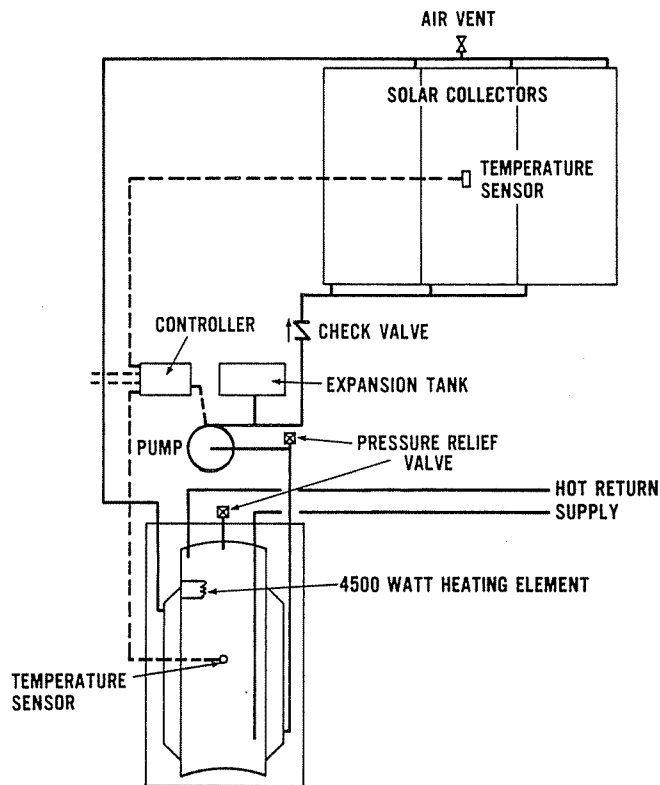 AIR VENT
SOLAR COLLECTORS
TEMPERATURE
SENSOR
CONTROLLER
CHECK VALVE
EXPANSION TANK
PUMP
PRESSURE RELIEF
VALVE
HOT RETURN
SUPPLY
4500 WATT HEATING ELEMENT
TEMPERATURE
SENSOR